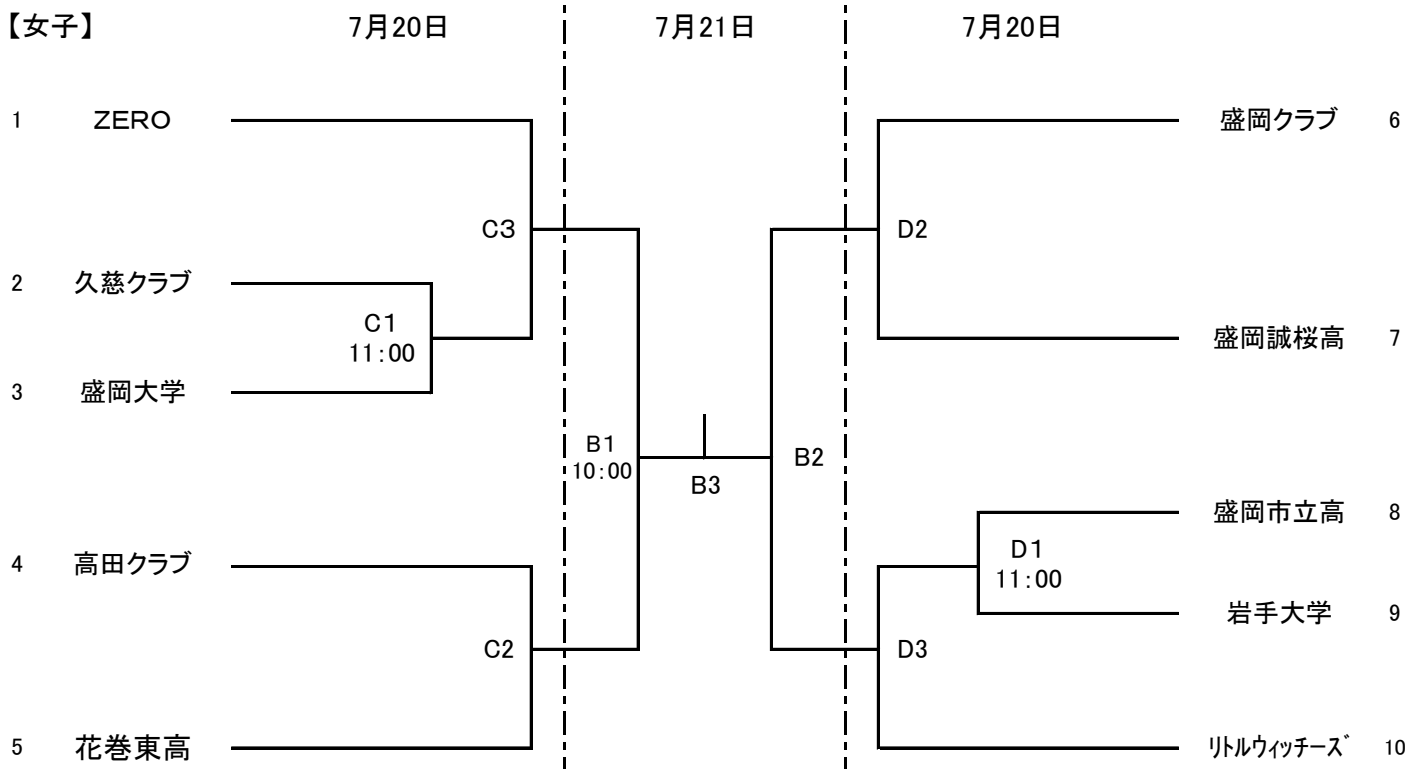 【女子】 7月20日 7月21日 7月20日
1 ZERO
盛岡クラブ 6
C3
D2
2 久慈クラブ
C1
11:00
盛岡誠桜高 7
3 盛岡大学
B1
10:00
B2
B3
盛岡市立高 8
4 高田クラブ
D1
11:00
岩手大学 9
C2
D3
5 花巻東高
ﾘﾄﾙｳｨｯﾁｰｽﾞ 10